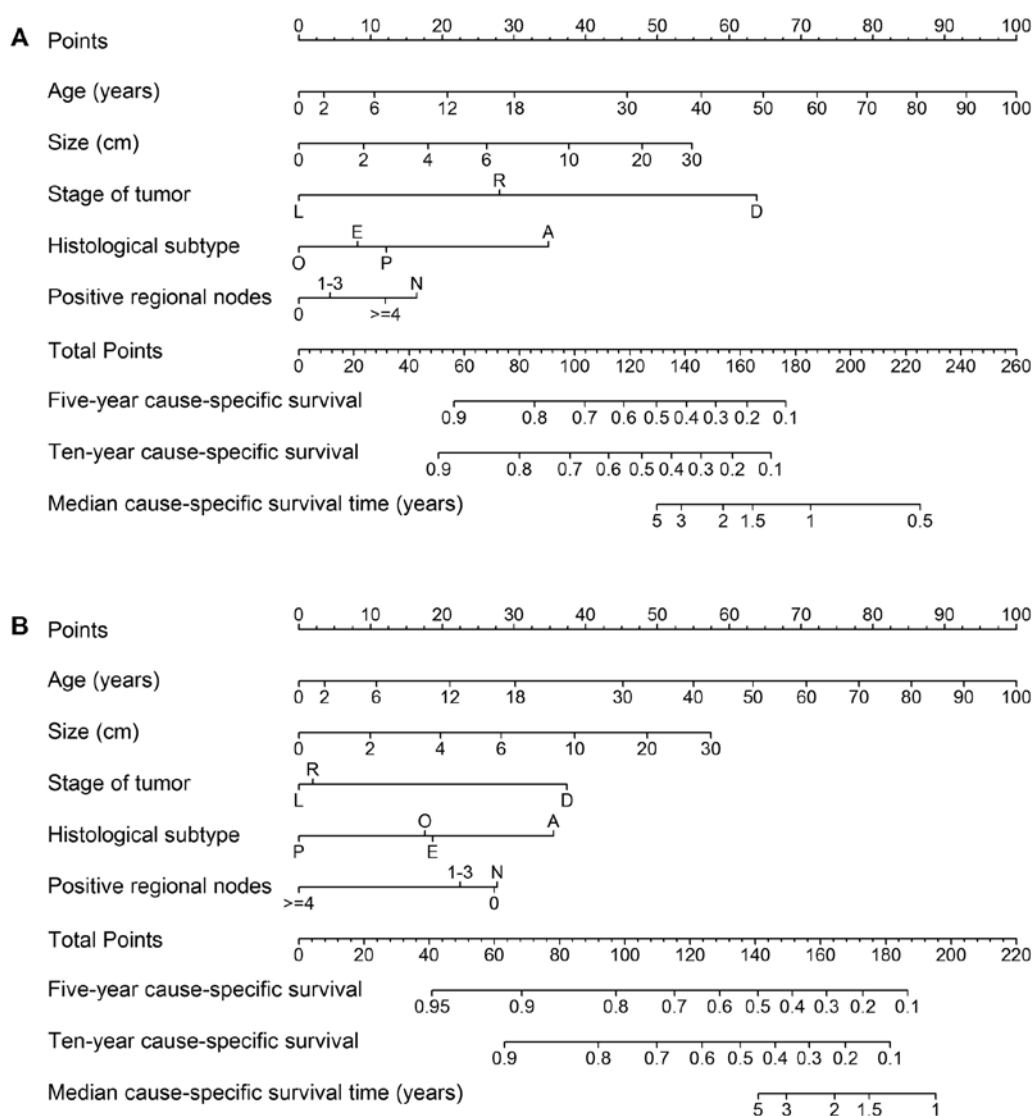 A
Points
0 10 20 30 40 50 60 70 80 90 100
Age (years)
0 2 6 12 18 30 40 50 60 70 80 90 100
Size (cm)
0 2 4 6 10 20 30
Stage of tumor
R
L D
Histological subtype
E A
O P
Positive regional nodes
1-3 N
0 >=4
Total Points
0 20 40 60 80 100 120 140 160 180 200 220 240 260
Five-year cause-specific survival
0.9 0.8 0.7 0.6 0.5 0.4 0.3 0.2 0.1
Ten-year cause-specific survival
0.9 0.8 0.7 0.6 0.5 0.4 0.3 0.2 0.1
Median cause-specific survival time (years)
5 3 2 1.5 1 0.5
B
Points
0 10 20 30 40 50 60 70 80 90 100
Age (years)
0 2 6 12 18 30 40 50 60 70 80 90 100
Size (cm)
0 2 4 6 10 20 30
Stage of tumor
R
L D
Histological subtype
O A
P E
Positive regional nodes
1-3 N
>=4 0
Total Points
0 20 40 60 80 100 120 140 160 180 200 220
Five-year cause-specific survival
0.95 0.9 0.8 0.7 0.6 0.5 0.4 0.3 0.2 0.1
Ten-year cause-specific survival
0.9 0.8 0.7 0.6 0.5 0.4 0.3 0.2 0.1
Median cause-specific survival time (years)
5 3 2 1.5 1